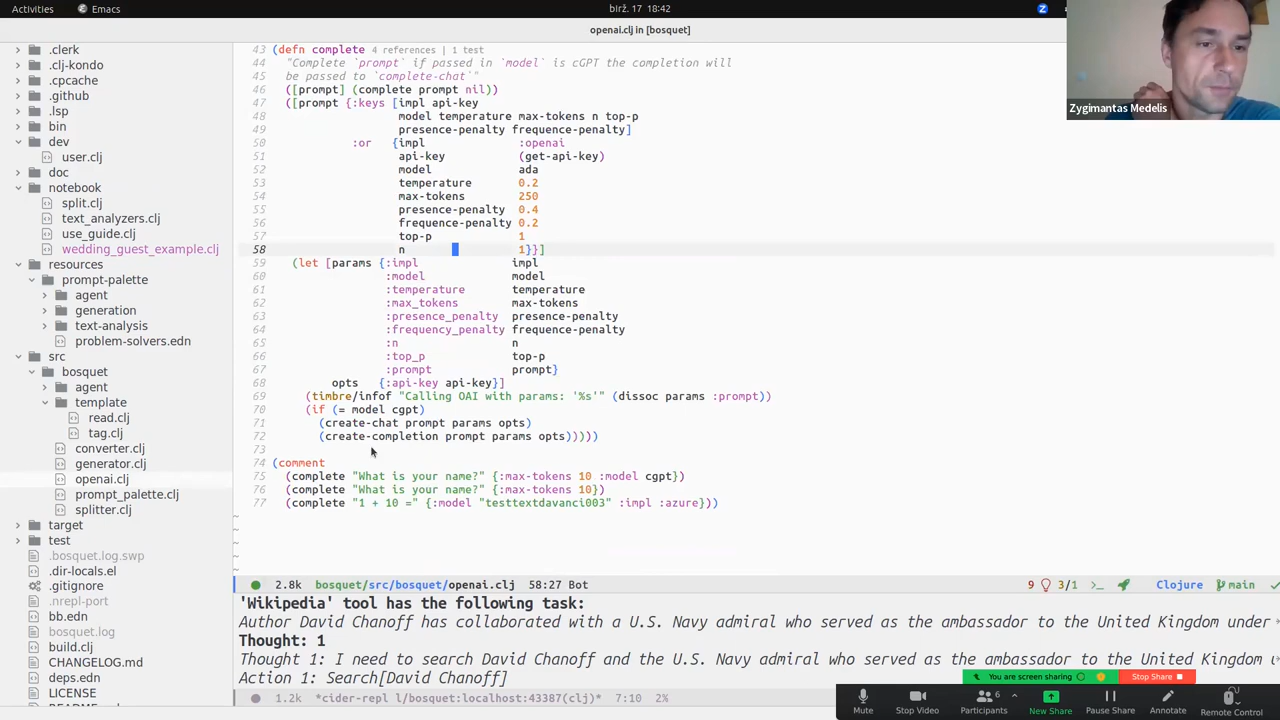 Activities
Emacs
birž. 17 18:42
openai.clj in [bosquet]
Zygimantas Medelis
.clerk
.clj-kondo
.cpcache
.github
.lsp
bin
dev
user.clj
doc
notebook
split.clj
text_analyzers.clj
use_guide.clj
wedding_guest_example.clj
resources
prompt-palette
agent
generation
text-analysis
problem-solvers.edn
src
bosquet
agent
template
read.clj
tag.clj
converter.clj
generator.clj
openai.clj
prompt_palette.clj
splitter.clj
target
test
.bosquet.log.swp
.dir-locals.el
.gitignore
.nrepl-port
bb.edn
bosquet.log
build.clj
CHANGELOG.md
deps.edn
LICENSE
43 (defn complete 4 references | 1 test
44 "Complete `prompt` if passed in `model` is cGPT the completion will
45 be passed to `complete-chat`"
46 ([prompt] (complete prompt nil))
47 ([prompt {:keys [impl api-key
48 model temperature max-tokens n top-p
49 presence-penalty frequence-penalty]
50 :or {impl :openai
51 api-key (get-api-key)
52 model ada
53 temperature 0.2
54 max-tokens 250
55 presence-penalty 0.4
56 frequence-penalty 0.2
57 top-p 1
58 n 1}}]
59 (let [params {:impl impl
60 :model model
61 :temperature temperature
62 :max_tokens max-tokens
63 :presence_penalty presence-penalty
64 :frequency_penalty frequence-penalty
65 :n n
66 :top_p top-p
67 :prompt prompt}
68 opts {:api-key api-key}]
69 (timbre/infof "Calling OAI with params: '%s'" (dissoc params :prompt))
70 (if (= model cgpt)
71 (create-chat prompt params opts)
72 (create-completion prompt params opts)))))
73
74 (comment
75 (complete "What is your name?" {:max-tokens 10 :model cgpt})
76 (complete "What is your name?" {:max-tokens 10})
77 (complete "1 + 10 =" {:model "testtextdavanci003" :impl :azure}))
~
~
~
~
~
2.8k bosquet/src/bosquet/openai.clj 58:27 Bot
9 3/1 >_ Clojure main
'Wikipedia' tool has the following task:
Author David Chanoff has collaborated with a U.S. Navy admiral who served as the ambassador to the United Kingdom under
Thought: 1
Thought 1: I need to search David Chanoff and the U.S. Navy admiral who served as the ambassador to the United Kingdom u
Action 1: Search[David Chanoff]
1.2k *cider-repl l/bosquet:localhost:43387(clj)* 7:10 2%
You are screen sharing
Stop Share
Mute
Stop Video
Participants 6
New Share
Pause Share
Annotate
Remote Control